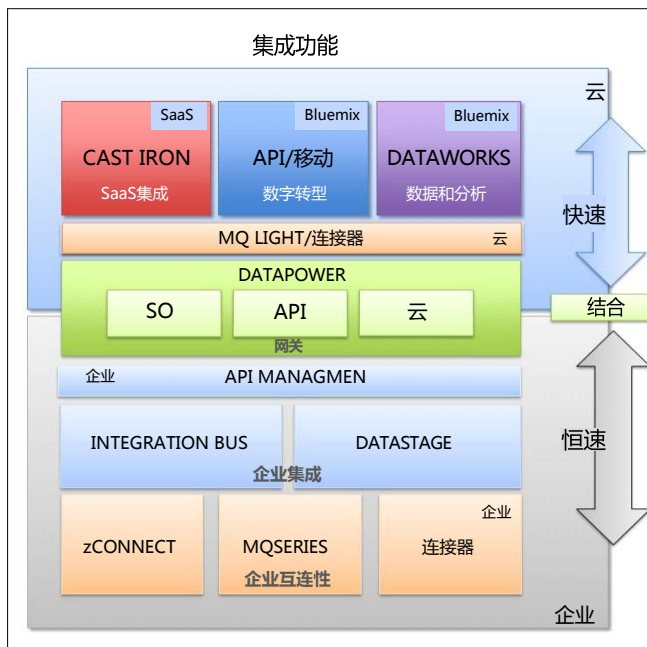 集成功能
云
SaaS
CAST IRON
SaaS集成
Bluemix
API/移动
数字转型
Bluemix
DATAWORKS
数据和分析
快速
MQ LIGHT/连接器
云
DATAPOWER
SO
API
云
网关
结合
企业
API MANAGMEN
INTEGRATION BUS
DATASTAGE
企业集成
恒速
zCONNECT
MQSERIES
企业
连接器
企业互连性
企业